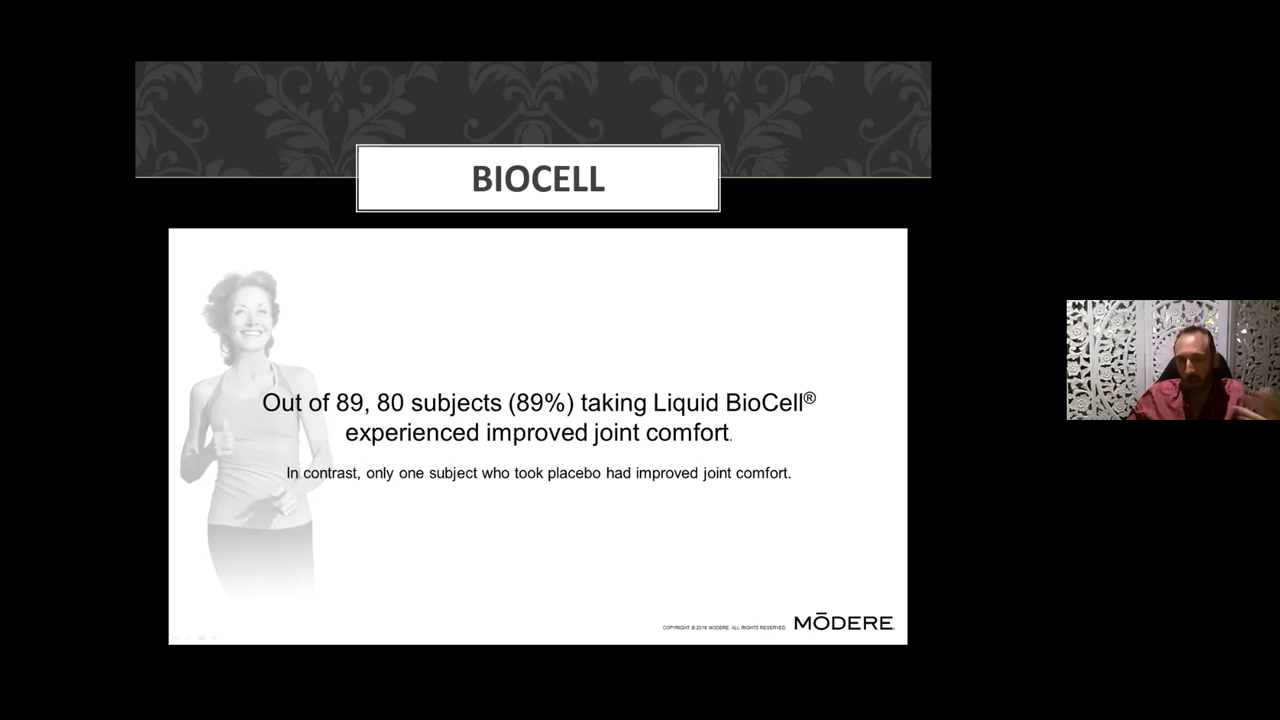 BIOCELL
Out of 89, 80 subjects (89%) taking Liquid BioCell®
experienced improved joint comfort.
In contrast, only one subject who took placebo had improved joint comfort.
COPYRIGHT © 2016 MODERE. ALL RIGHTS RESERVED
MŌDERE